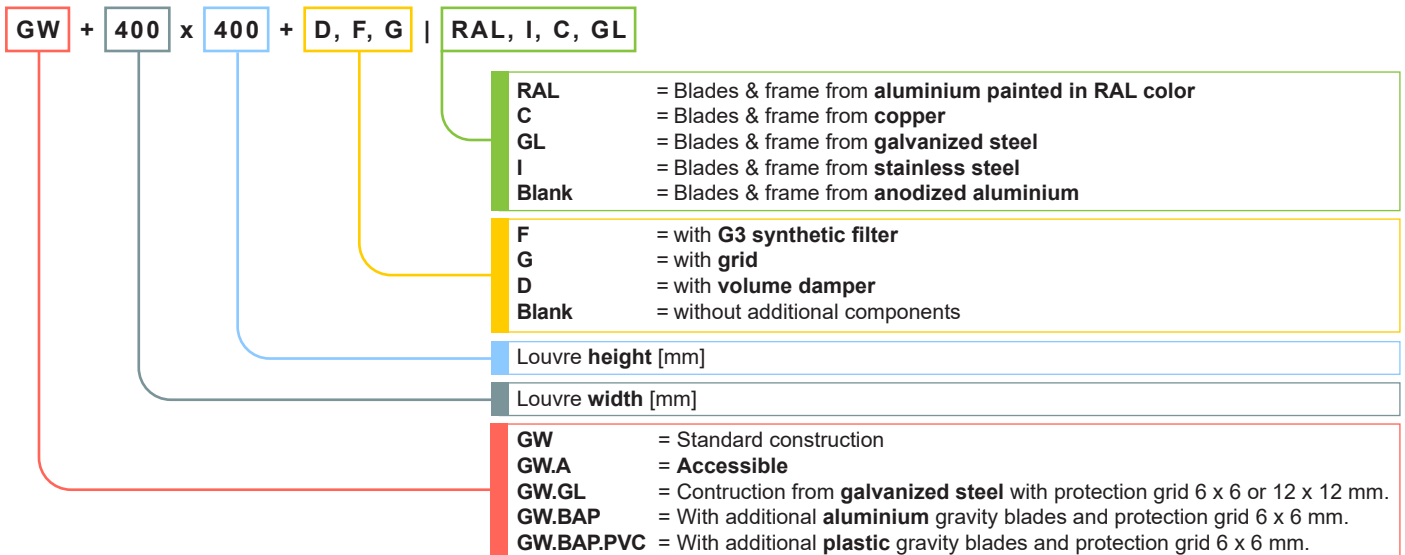 GW + 400 x 400 + D, F, G | RAL, I, C, GL
RAL = Blades & frame from aluminium painted in RAL color
C = Blades & frame from copper
GL = Blades & frame from galvanized steel
I = Blades & frame from stainless steel
Blank = Blades & frame from anodized aluminium
F = with G3 synthetic filter
G = with grid
D = with volume damper
Blank = without additional components
Louvre height [mm]
Louvre width [mm]
GW = Standard construction
GW.A = Accessible
GW.GL = Contruction from galvanized steel with protection grid 6 x 6 or 12 x 12 mm.
GW.BAP = With additional aluminium gravity blades and protection grid 6 x 6 mm.
GW.BAP.PVC = With additional plastic gravity blades and protection grid 6 x 6 mm.